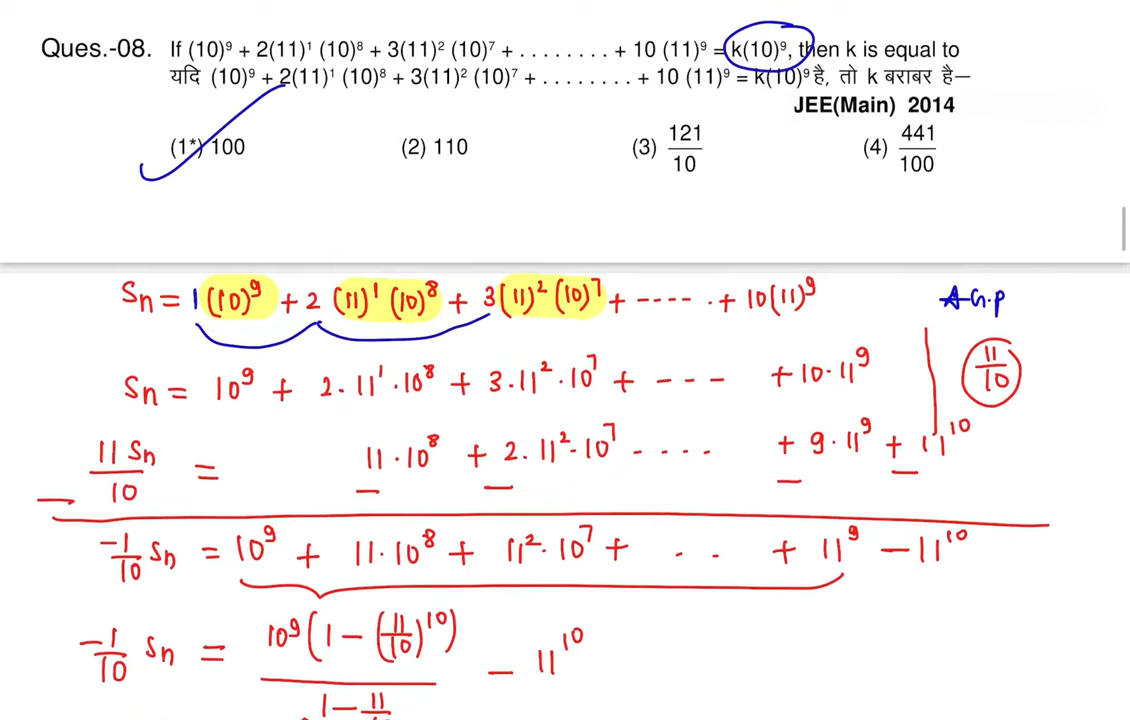 Ques.-08. If (10)⁹ + 2(11)¹ (10)⁸ + 3(11)² (10)⁷ + . . . . . . . . + 10 (11)⁹ = k(10)⁹, then k is equal to
यदि (10)⁹ + 2(11)¹ (10)⁸ + 3(11)² (10)⁷ + . . . . . . . . + 10 (11)⁹ = k(10)⁹ है, तो k बराबर है–
JEE(Main) 2014
(1*) 100 (2) 110 (3) 121/10 (4) 441/100
Sn = 1(10)⁹ + 2 (11)¹ (10)⁸ + 3(11)² (10)⁷ + ---- . + 10(11)⁹ A.G.P
Sn = 10⁹ + 2.11¹.10⁸ + 3.11².10⁷ + --- - +10.11⁹ 11/10
- 11 Sn/10 = 11.10⁸ + 2.11².10⁷ - . . . + 9.11⁹ + 11¹⁰
-1/10 Sn = 10⁹ + 11.10⁸ + 11².10⁷ + . . . + 11⁹ - 11¹⁰
-1/10 Sn = 10⁹(1 - (11/10)¹⁰) - 11¹⁰
1 - 11